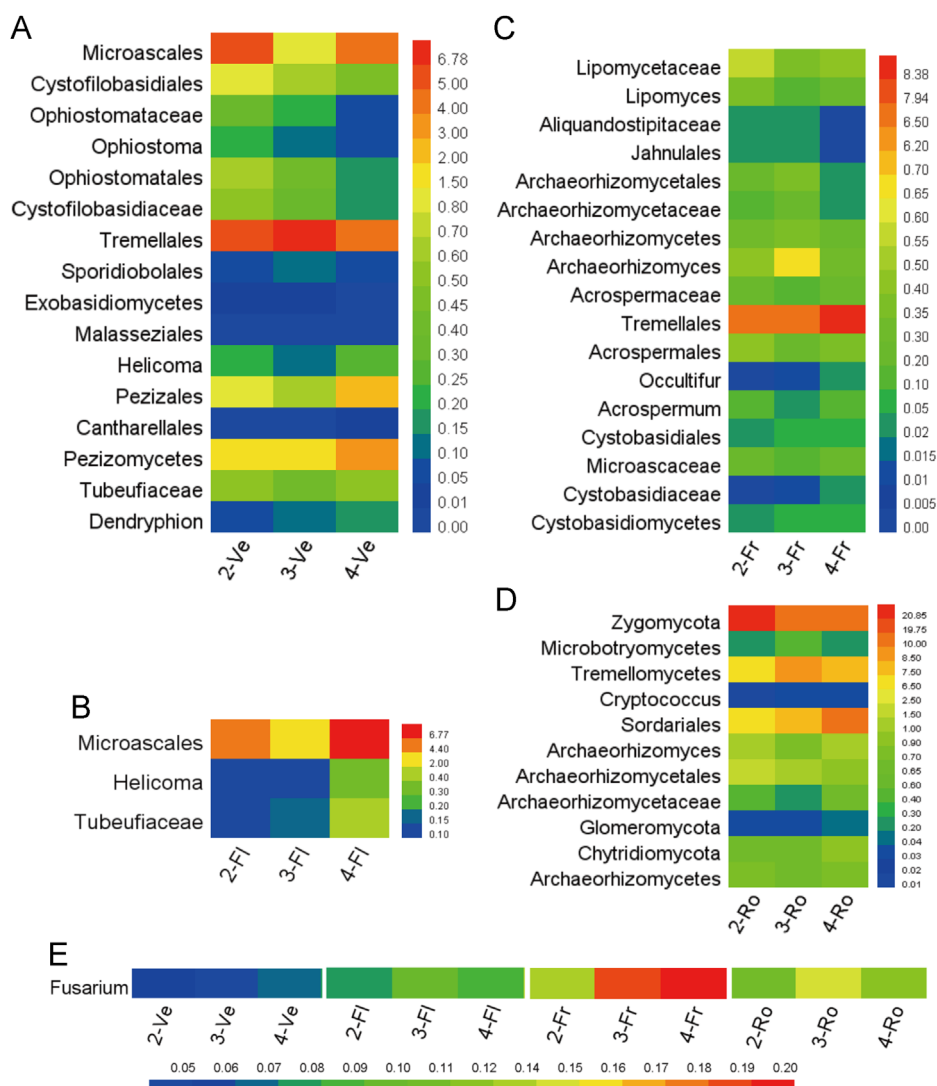 A
Microascales
Cystofilobasidiales
Ophiostomataceae
Ophiostoma
Ophiostomatales
Cystofilobasidiaceae
Tremellales
Sporidiobolales
Exobasidiomycetes
Malasseziales
Helicoma
Pezizales
Cantharellales
Pezizomycetes
Tubeufiaceae
Dendryphion
2-Ve 3-Ve 4-Ve
6.78
5.00
4.00
3.00
2.00
1.50
0.80
0.70
0.60
0.45
0.30
0.25
0.20
0.15
0.10
0.05
0.01
0.00
C
Lipomycetaceae
Lipomyces
Aliquandostipitaceae
Jahnulales
Archaeorhizomycetales
Archaeorhizomycetaceae
Archaeorhizomycetes
Archaeorhizomyces
Acrospermaceae
Tremellales
Acrospermales
Occultifur
Acrospermum
Cystobasidiales
Microascaceae
Cystobasidiaceae
Cystobasidiomycetes
2-Fr 3-Fr 4-Fr
8.38
7.94
6.50
6.20
0.70
0.65
0.60
0.55
0.50
0.40
0.35
0.20
0.10
0.05
0.02
0.015
0.01
0.005
0.00
B
Microascales
Helicoma
Tubeufiaceae
2-Fl 3-Fl 4-Fl
6.77
4.40
2.00
0.40
0.30
0.20
0.15
0.10
D
Zygomycota
Microbotryomycetes
Tremellomycetes
Cryptococcus
Sordariales
Archaeorhizomyces
Archaeorhizomycetales
Archaeorhizomycetaceae
Glomeromycota
Chytridiomycota
Archaeorhizomycetes
2-Ro 3-Ro 4-Ro
20.85
19.75
10.00
8.50
7.50
6.50
2.50
1.50
1.00
0.90
0.70
0.65
0.60
0.40
0.30
0.20
0.04
0.03
0.02
0.01
E
Fusarium
2-Ve 3-Ve 4-Ve 2-Fl 3-Fl 4-Fl 2-Fr 3-Fr 4-Fr 2-Ro 3-Ro 4-Ro
0.05 0.06 0.07 0.08 0.09 0.10 0.11 0.12 0.14 0.15 0.16 0.17 0.18 0.19 0.20